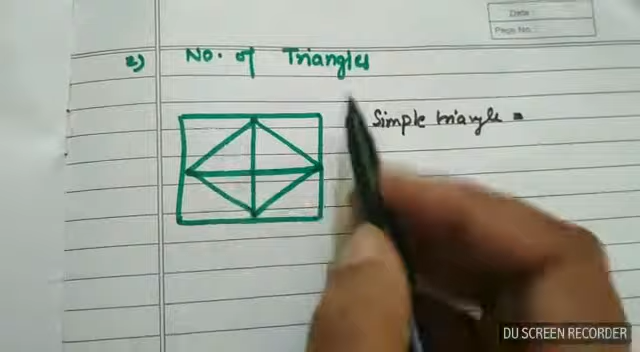 Date :
Page No. :
2) No. of Triangles
Simple triangle =
DU SCREEN RECORDER